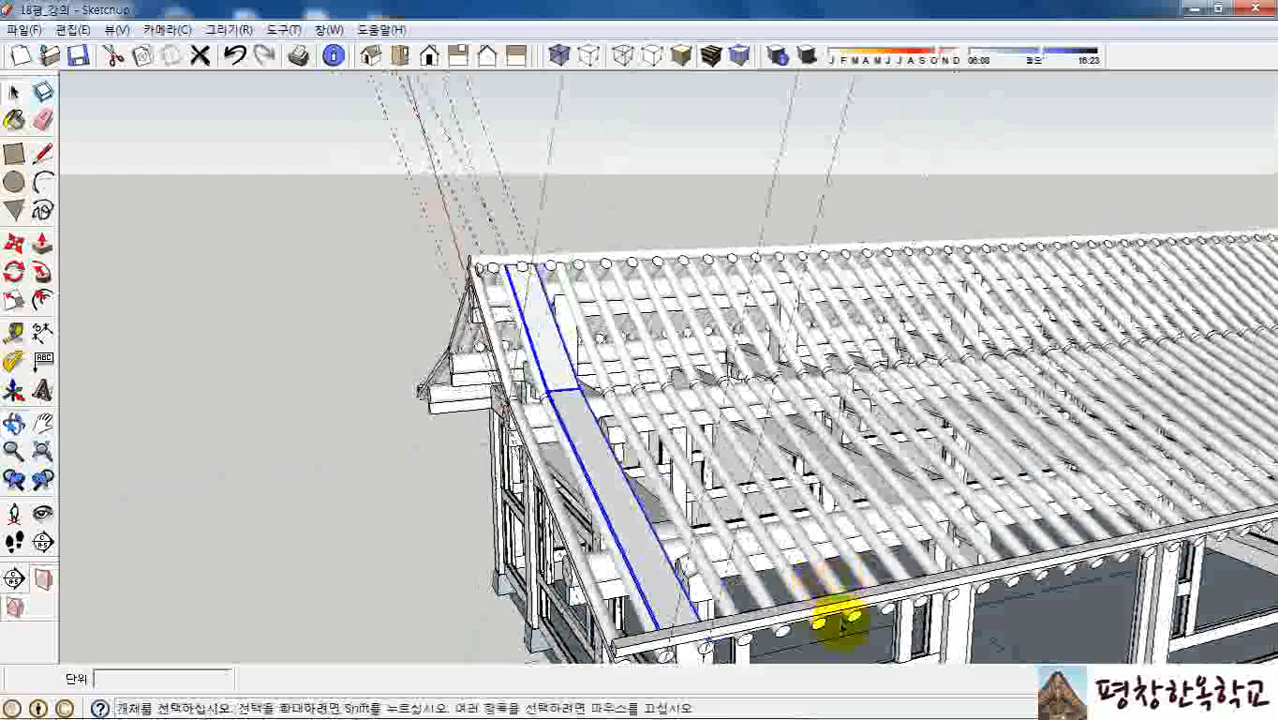 18평_강의 - Sketchup
파일(F) 편집(E) 뷰(V) 카메라(C) 그리기(R) 도구(T) 창(W) 도움말(H)
J F M A M J J A S O N D 06:08 정오 16:23
ABC
단위
개체를 선택하십시오. 선택을 확대하려면 Shift를 누르십시오. 여러 항목을 선택하려면 마우스를 끄십시오.
평창한옥학교